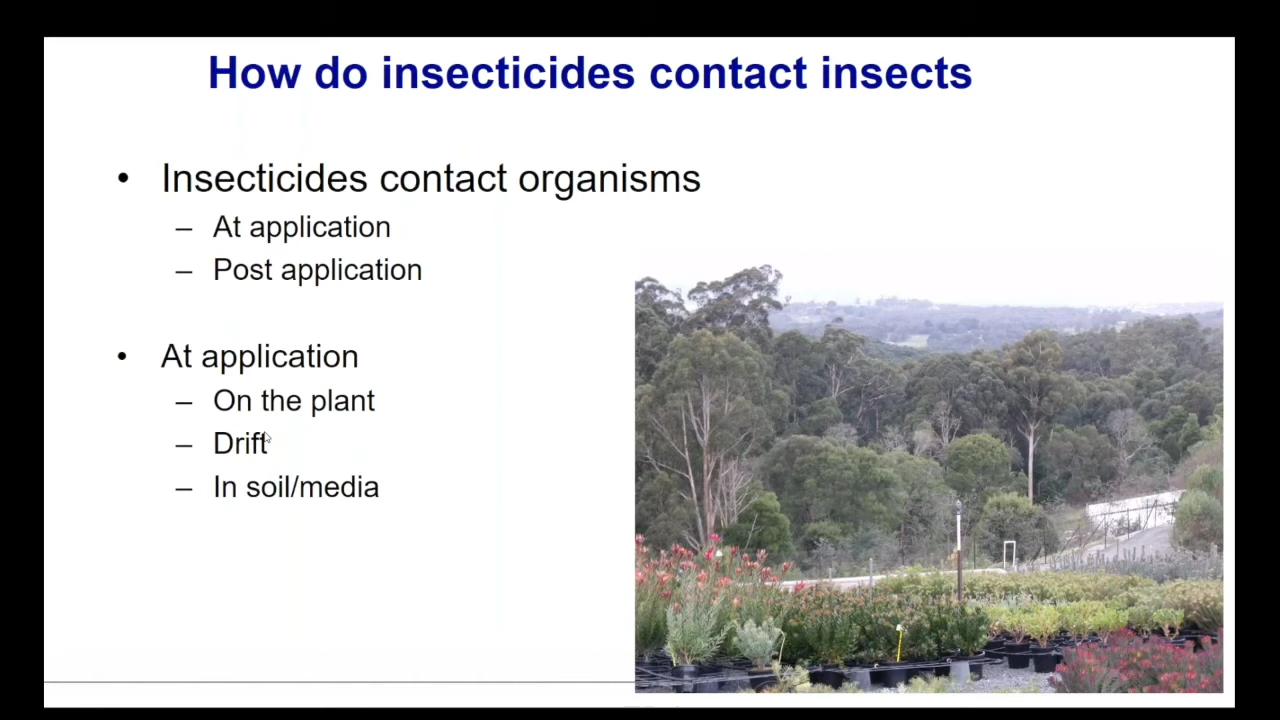 How do insecticides contact insects
• Insecticides contact organisms
– At application
– Post application
• At application
– On the plant
– Drift
– In soil/media